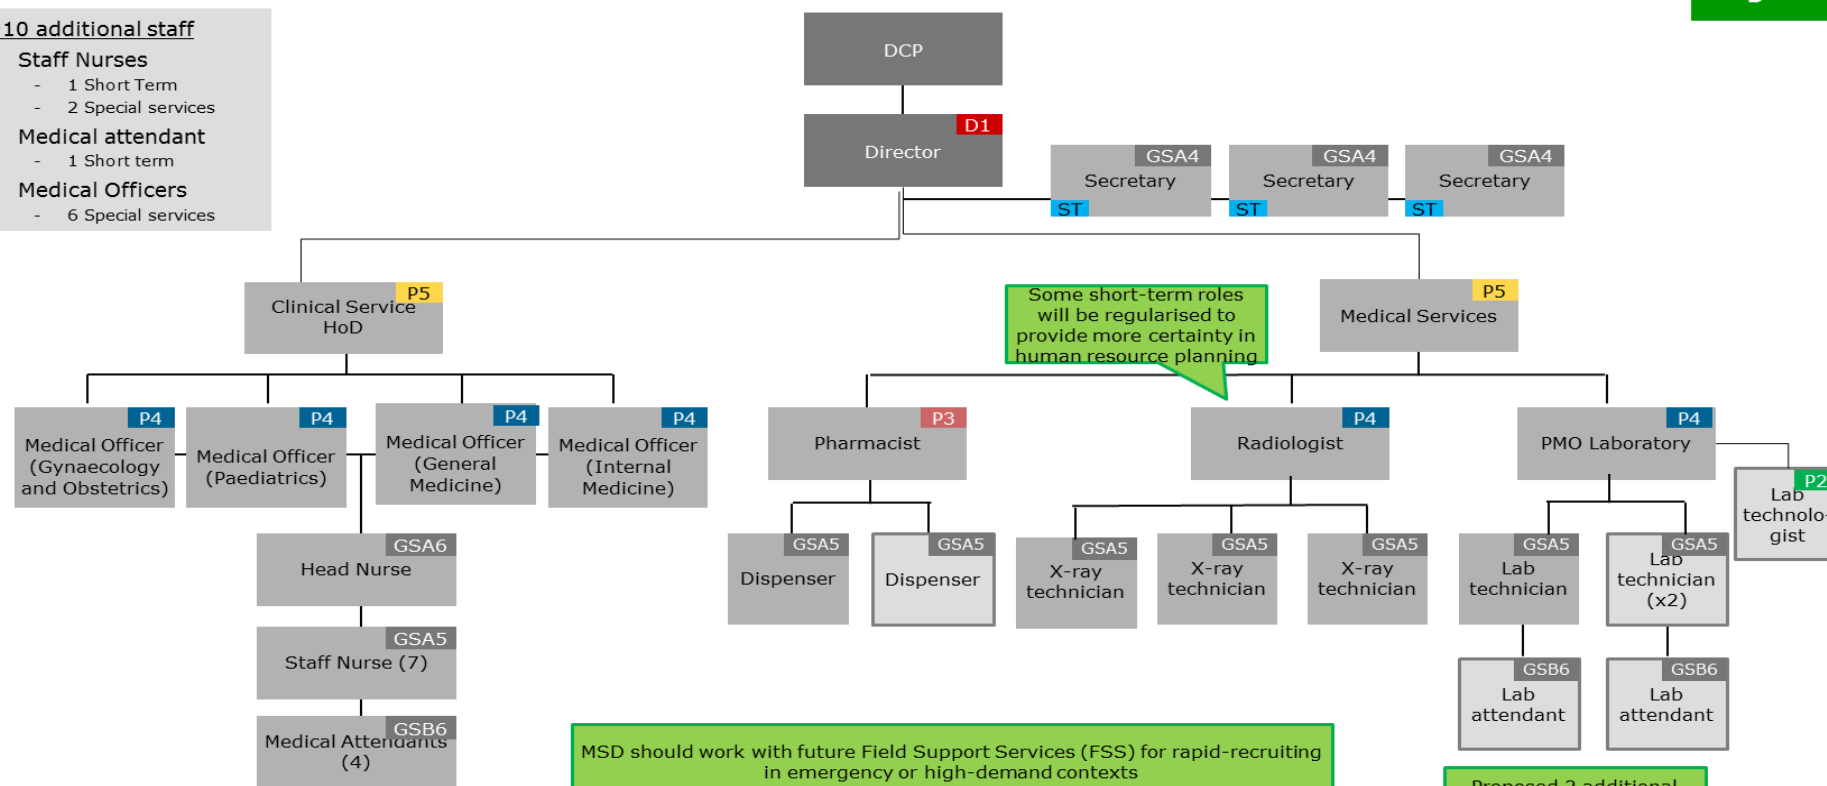 10 additional staff
Staff Nurses
- 1 Short Term
- 2 Special services
Medical attendant
- 1 Short term
Medical Officers
- 6 Special services
DCP
D1
Director
GSA4
Secretary
ST
GSA4
Secretary
ST
GSA4
Secretary
ST
P5
Clinical Service
HoD
Some short-term roles
will be regularised to
provide more certainty in
human resource planning
P5
Medical Services
P4
Medical Officer
(Gynaecology
and Obstetrics)
P4
Medical Officer
(Paediatrics)
P4
Medical Officer
(General
Medicine)
P4
Medical Officer
(Internal
Medicine)
P3
Pharmacist
P4
Radiologist
P4
PMO Laboratory
P2
Lab
technolo-
gist
GSA6
Head Nurse
GSA5
Staff Nurse (7)
GSB6
Medical Attendants
(4)
GSA5
Dispenser
GSA5
Dispenser
GSA5
X-ray
technician
GSA5
X-ray
technician
GSA5
X-ray
technician
GSA5
Lab
technician
GSA5
Lab
technician
(x2)
GSB6
Lab
attendant
GSB6
Lab
attendant
MSD should work with future Field Support Services (FSS) for rapid-recruiting
in emergency or high-demand contexts
Proposed 2 additional